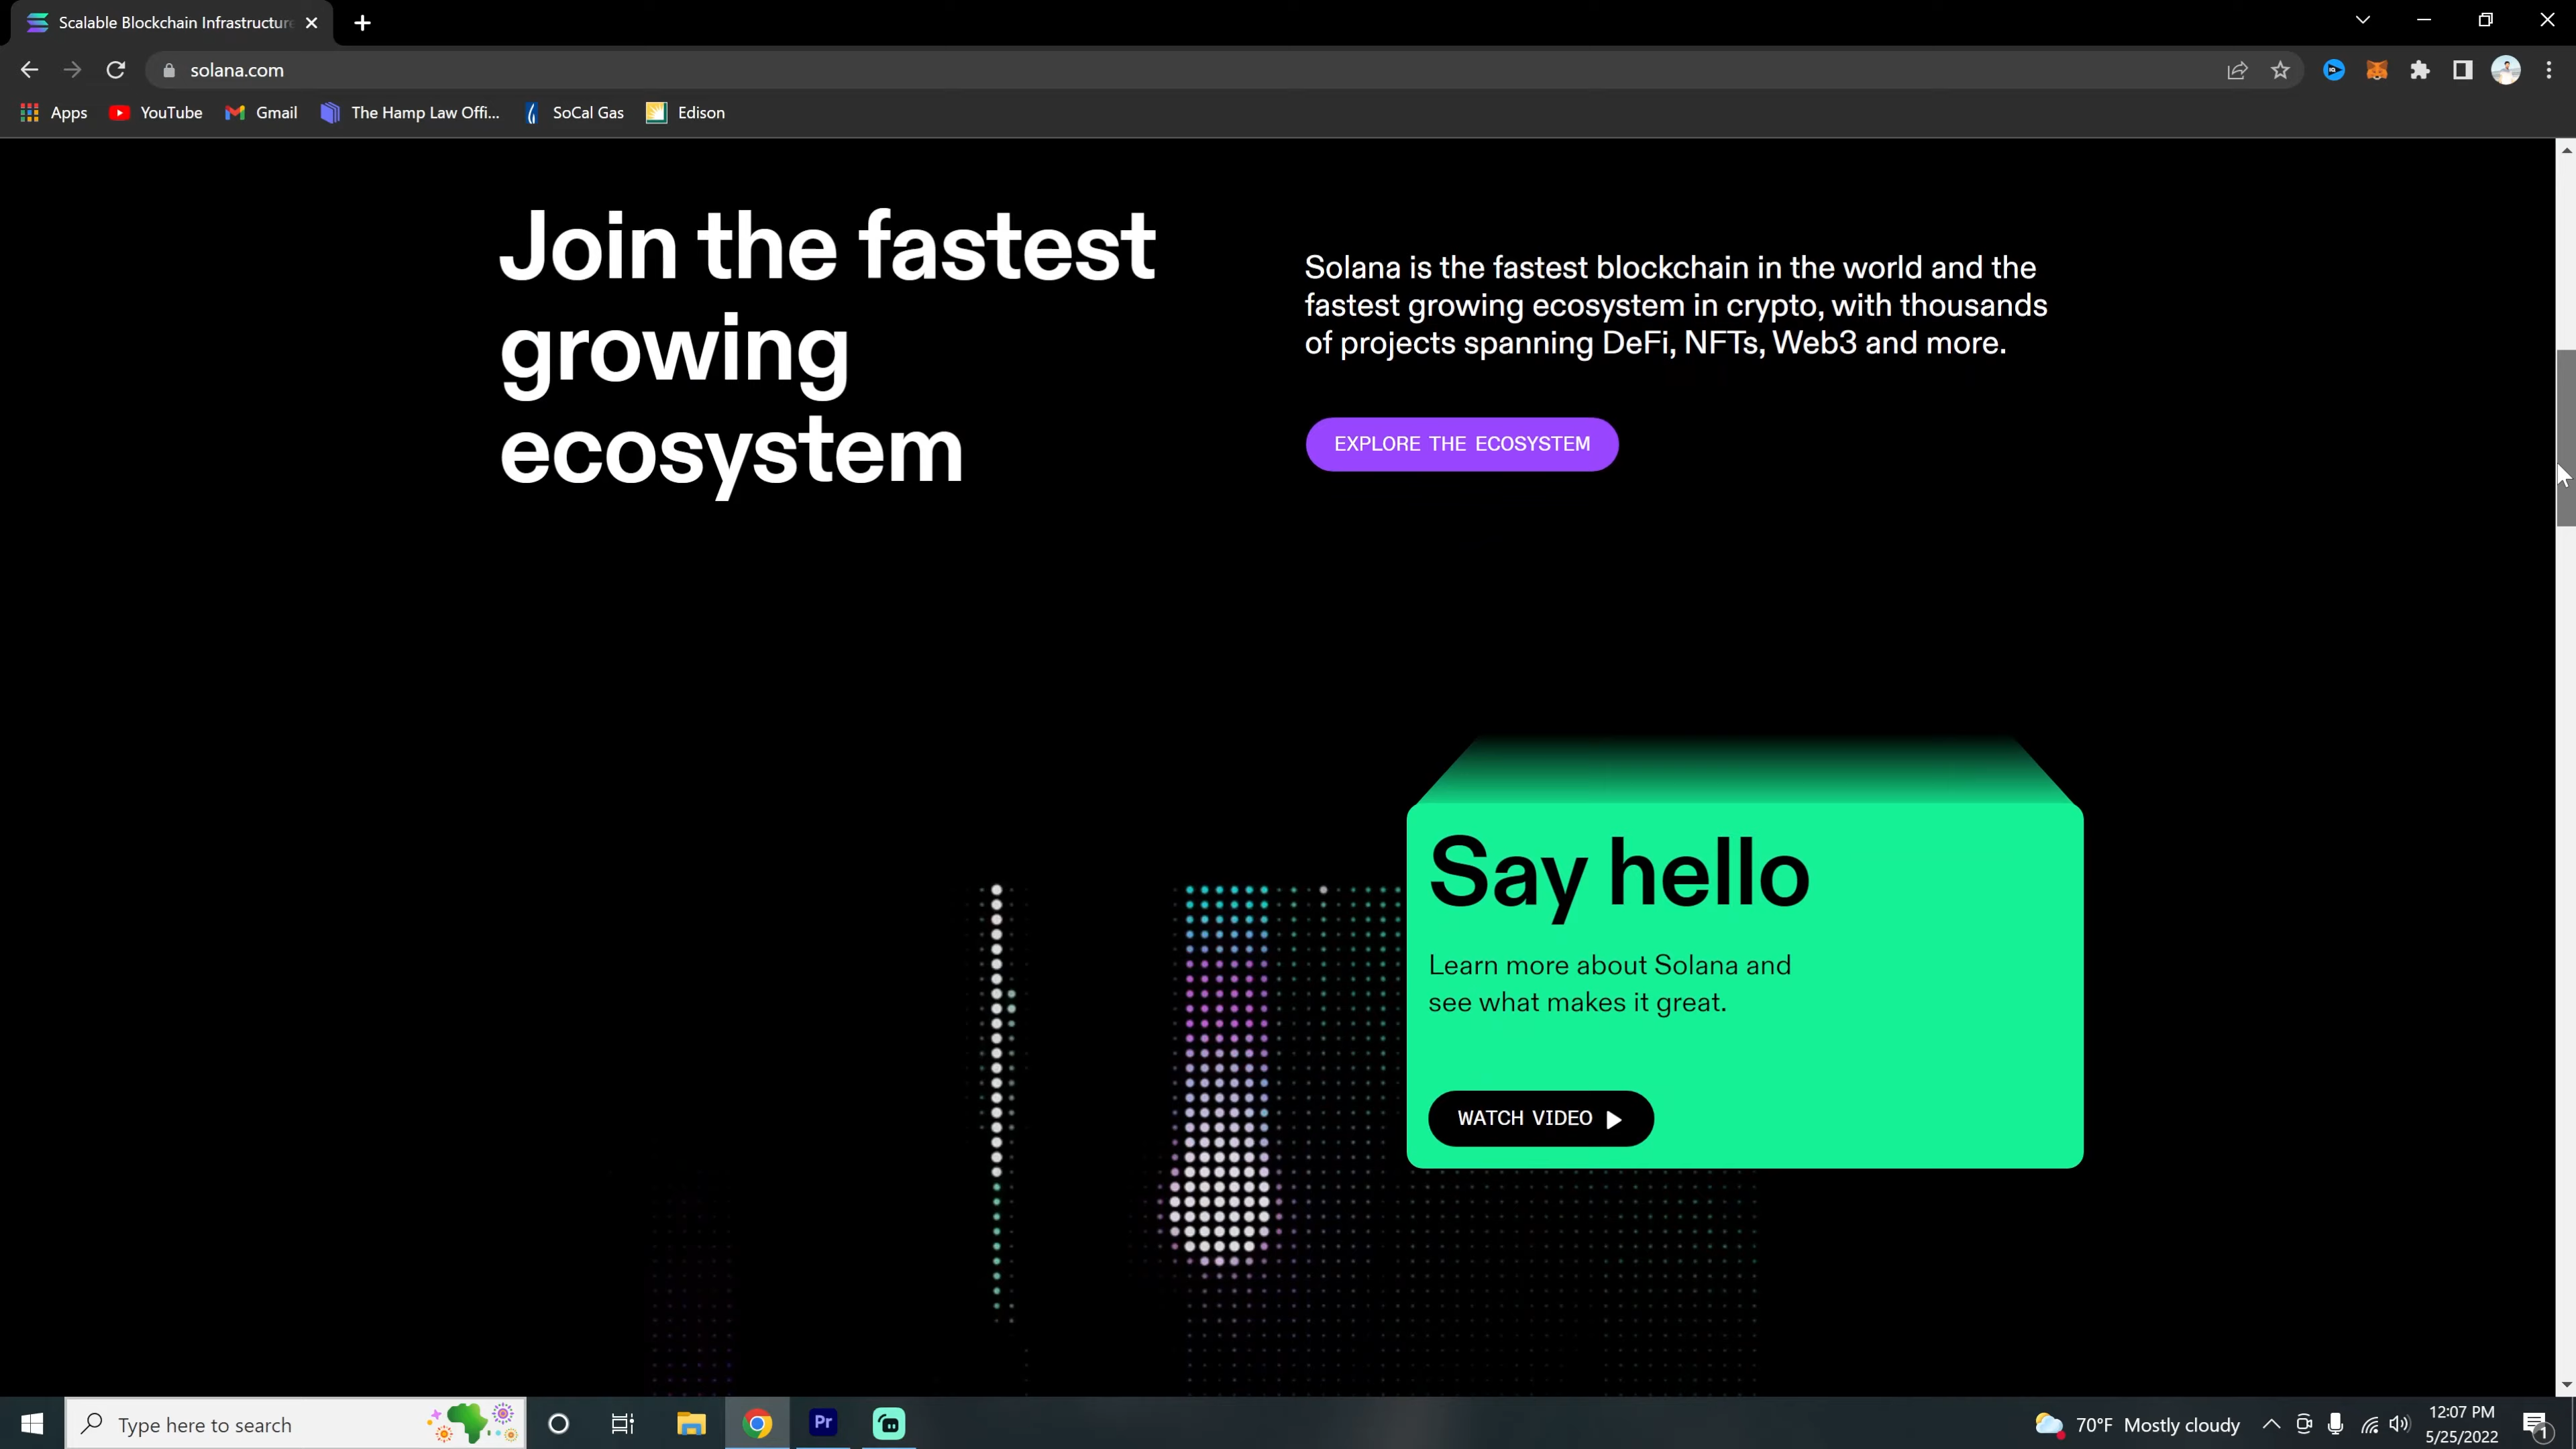 Scalable Blockchain Infrastructure
solana.com
Apps YouTube Gmail The Hamp Law Offi... SoCal Gas Edison
Join the fastest
growing
ecosystem
Solana is the fastest blockchain in the world and the
fastest growing ecosystem in crypto, with thousands
of projects spanning DeFi, NFTs, Web3 and more.
EXPLORE THE ECOSYSTEM
Say hello
Learn more about Solana and
see what makes it great.
WATCH VIDEO
Type here to search
Pr
70°F Mostly cloudy
12:07 PM
5/25/2022
1